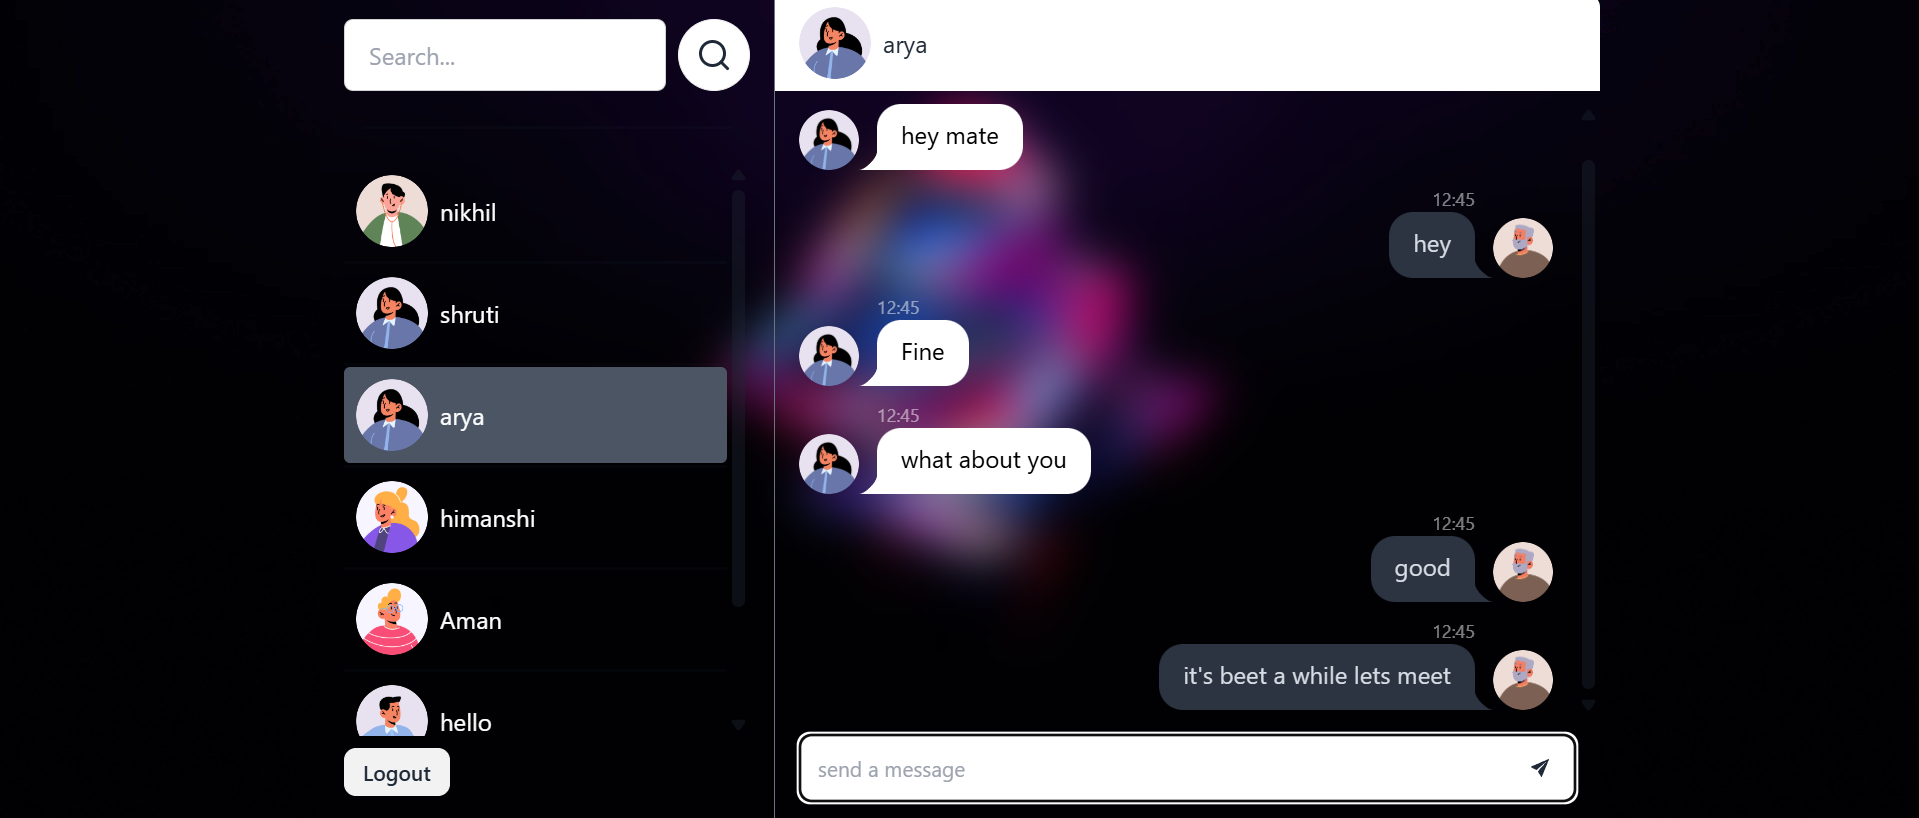 Search...
nikhil
shruti
arya
himanshi
Aman
hello
Logout
arya
hey mate
12:45
hey
12:45
Fine
12:45
what about you
12:45
good
12:45
it's beet a while lets meet
send a message